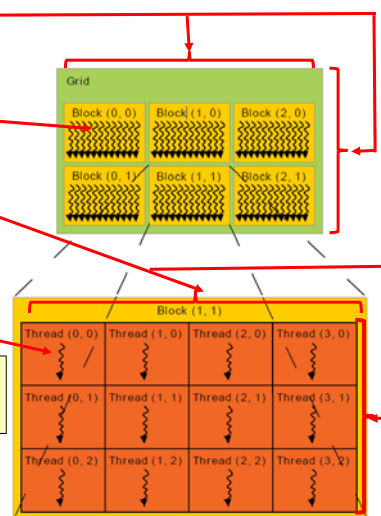 Grid
Block (0, 0) Block (1, 0) Block (2, 0)
Block (0, 1) Block (1, 1) Block (2, 1)
Block (1, 1)
Thread (0, 0) Thread (1, 0) Thread (2, 0) Thread (3, 0)
Thread (0, 1) Thread (1, 1) Thread (2, 1) Thread (3, 1)
Thread (0, 2) Thread (1, 2) Thread (2, 2) Thread (3, 2)